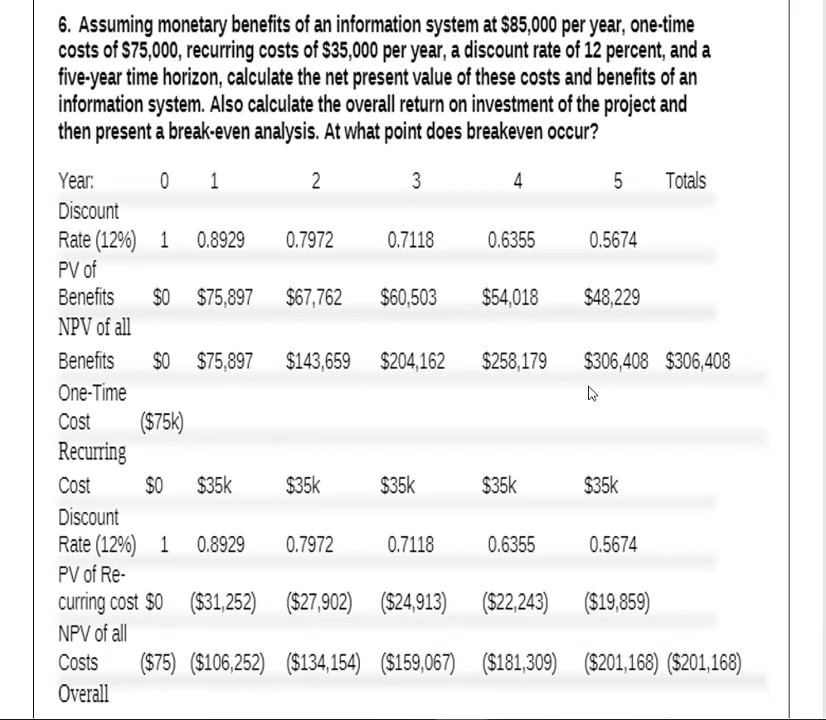 6. Assuming monetary benefits of an information system at $85,000 per year, one-time
costs of $75,000, recurring costs of $35,000 per year, a discount rate of 12 percent, and a
five-year time horizon, calculate the net present value of these costs and benefits of an
information system. Also calculate the overall return on investment of the project and
then present a break-even analysis. At what point does breakeven occur?
Year: 0 1 2 3 4 5 Totals
Discount
Rate (12%) 1 0.8929 0.7972 0.7118 0.6355 0.5674
PV of
Benefits $0 $75,897 $67,762 $60,503 $54,018 $48,229
NPV of all
Benefits $0 $75,897 $143,659 $204,162 $258,179 $306,408 $306,408
One-Time
Cost ($75k)
Recurring
Cost $0 $35k $35k $35k $35k $35k
Discount
Rate (12%) 1 0.8929 0.7972 0.7118 0.6355 0.5674
PV of Re-
curring cost $0 ($31,252) ($27,902) ($24,913) ($22,243) ($19,859)
NPV of all
Costs ($75) ($106,252) ($134,154) ($159,067) ($181,309) ($201,168) ($201,168)
Overall